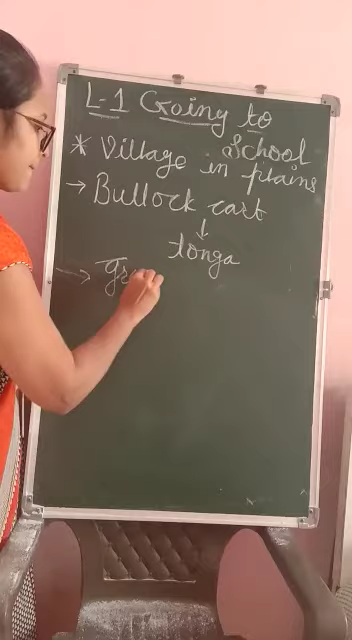 L-1 Going to
School
* Village in plains
→ Bullock cart
↓
tonga
→